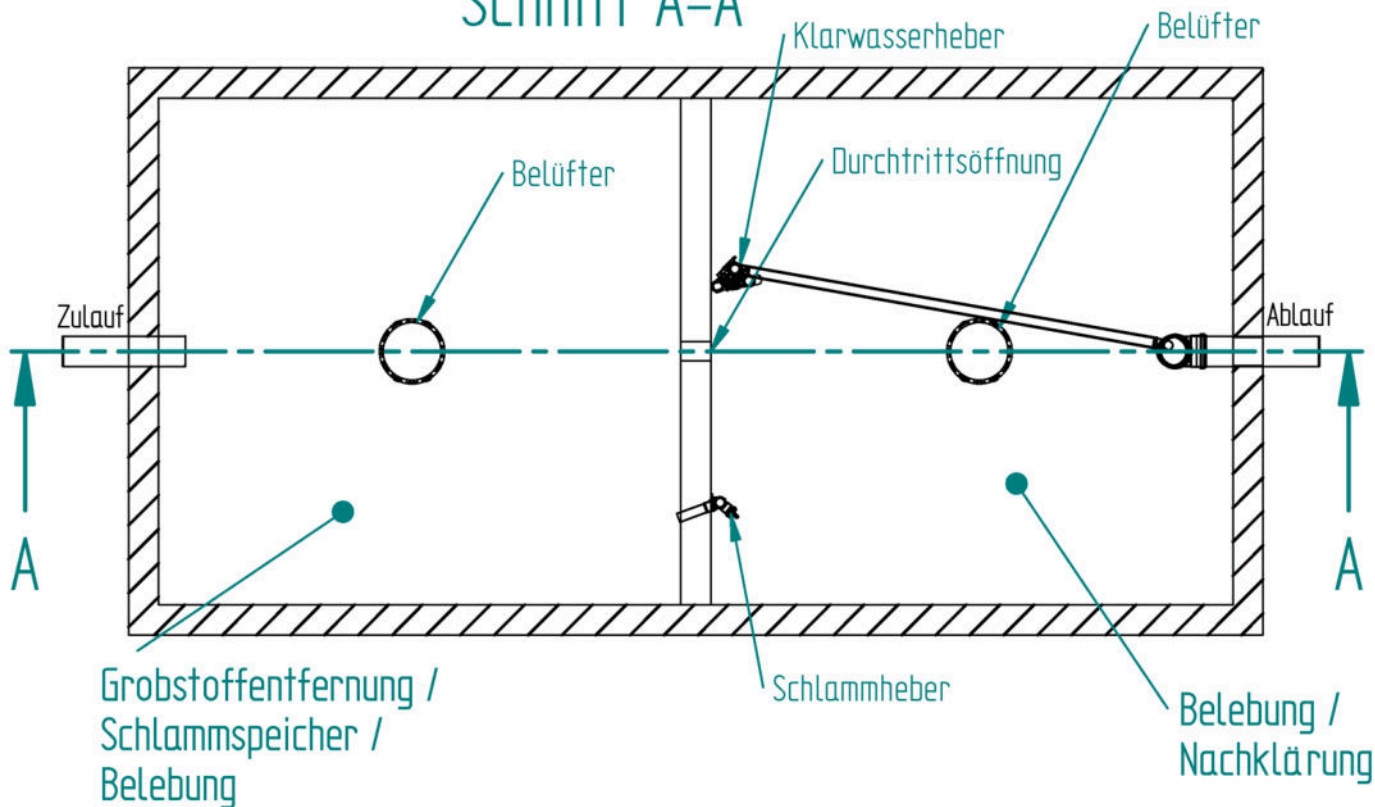 Schnitt A-A
Klarwasserheber
Belüfter
Belüfter
Durchtrittsöffnung
Zulauf
Ablauf
A
A
Schlammheber
Grobstoffentfernung /
Schlammspeicher /
Belebung
Belebung /
Nachklärung